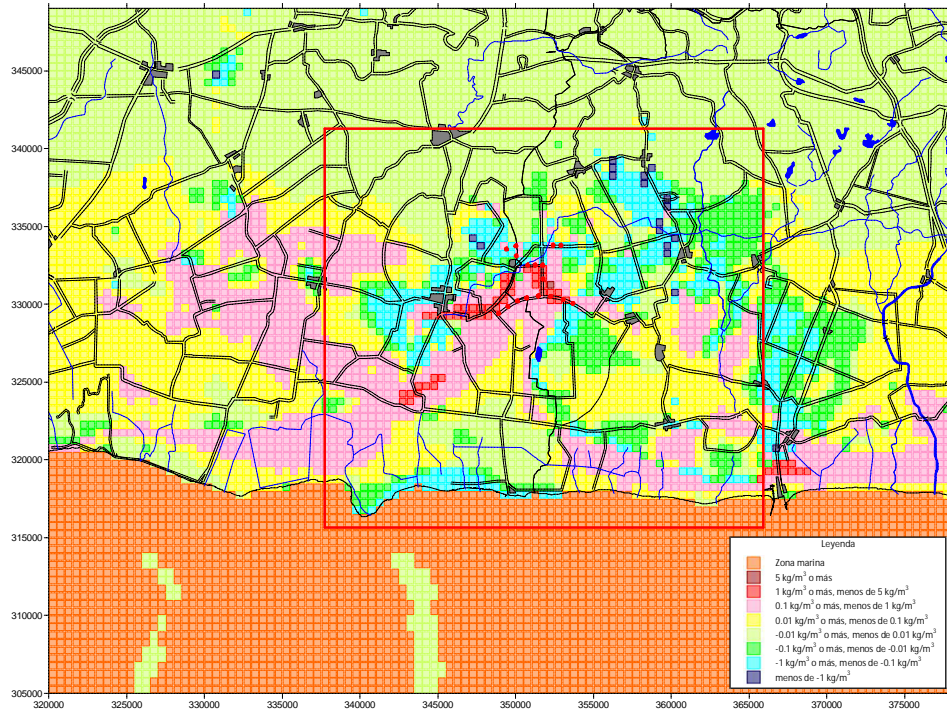 345000
340000
335000
330000
325000
320000
315000
310000
305000
320000 325000 330000 335000 340000 345000 350000 355000 360000 365000 370000 375000
Leyenda
Zona marina
5 kg/m³ o más
1 kg/m³ o más, menos de 5 kg/m³
0.1 kg/m³ o más, menos de 1 kg/m³
0.01 kg/m³ o más, menos de 0.1 kg/m³
-0.01 kg/m³ o más, menos de 0.01 kg/m³
-0.1 kg/m³ o más, menos de -0.01 kg/m³
-1 kg/m³ o más, menos de -0.1 kg/m³
menos de -1 kg/m³